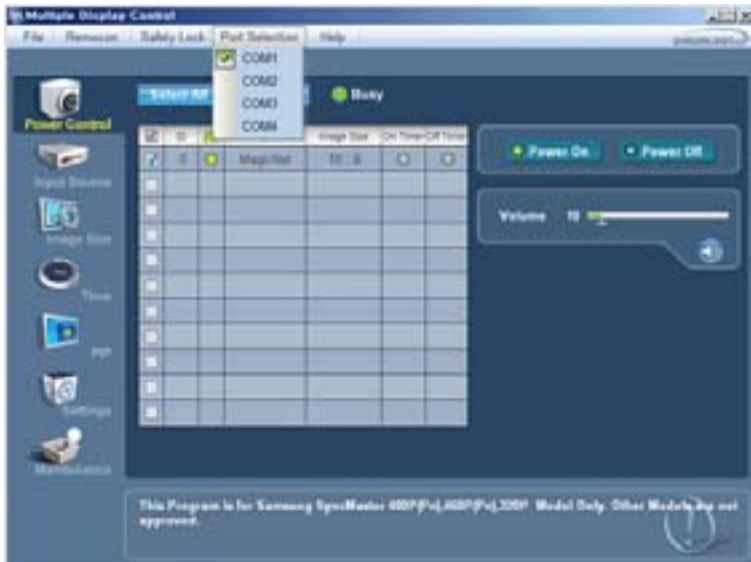 Multiple Display Control
File Remocon Safety Lock Port Selection Help
COM1
COM2
COM3
COM4
Select All
Busy
Power Control
Input Source
Image Size
Time
PIP
Settings
Maintenance
ID Image Size On Timer Off Timer
0 MagicNet 16 : 9
Power On Power Off
Volume 10
This Program is for Samsung SyncMaster 400P(Px),460P(Px),320P Model Only. Other Models are not
approved.